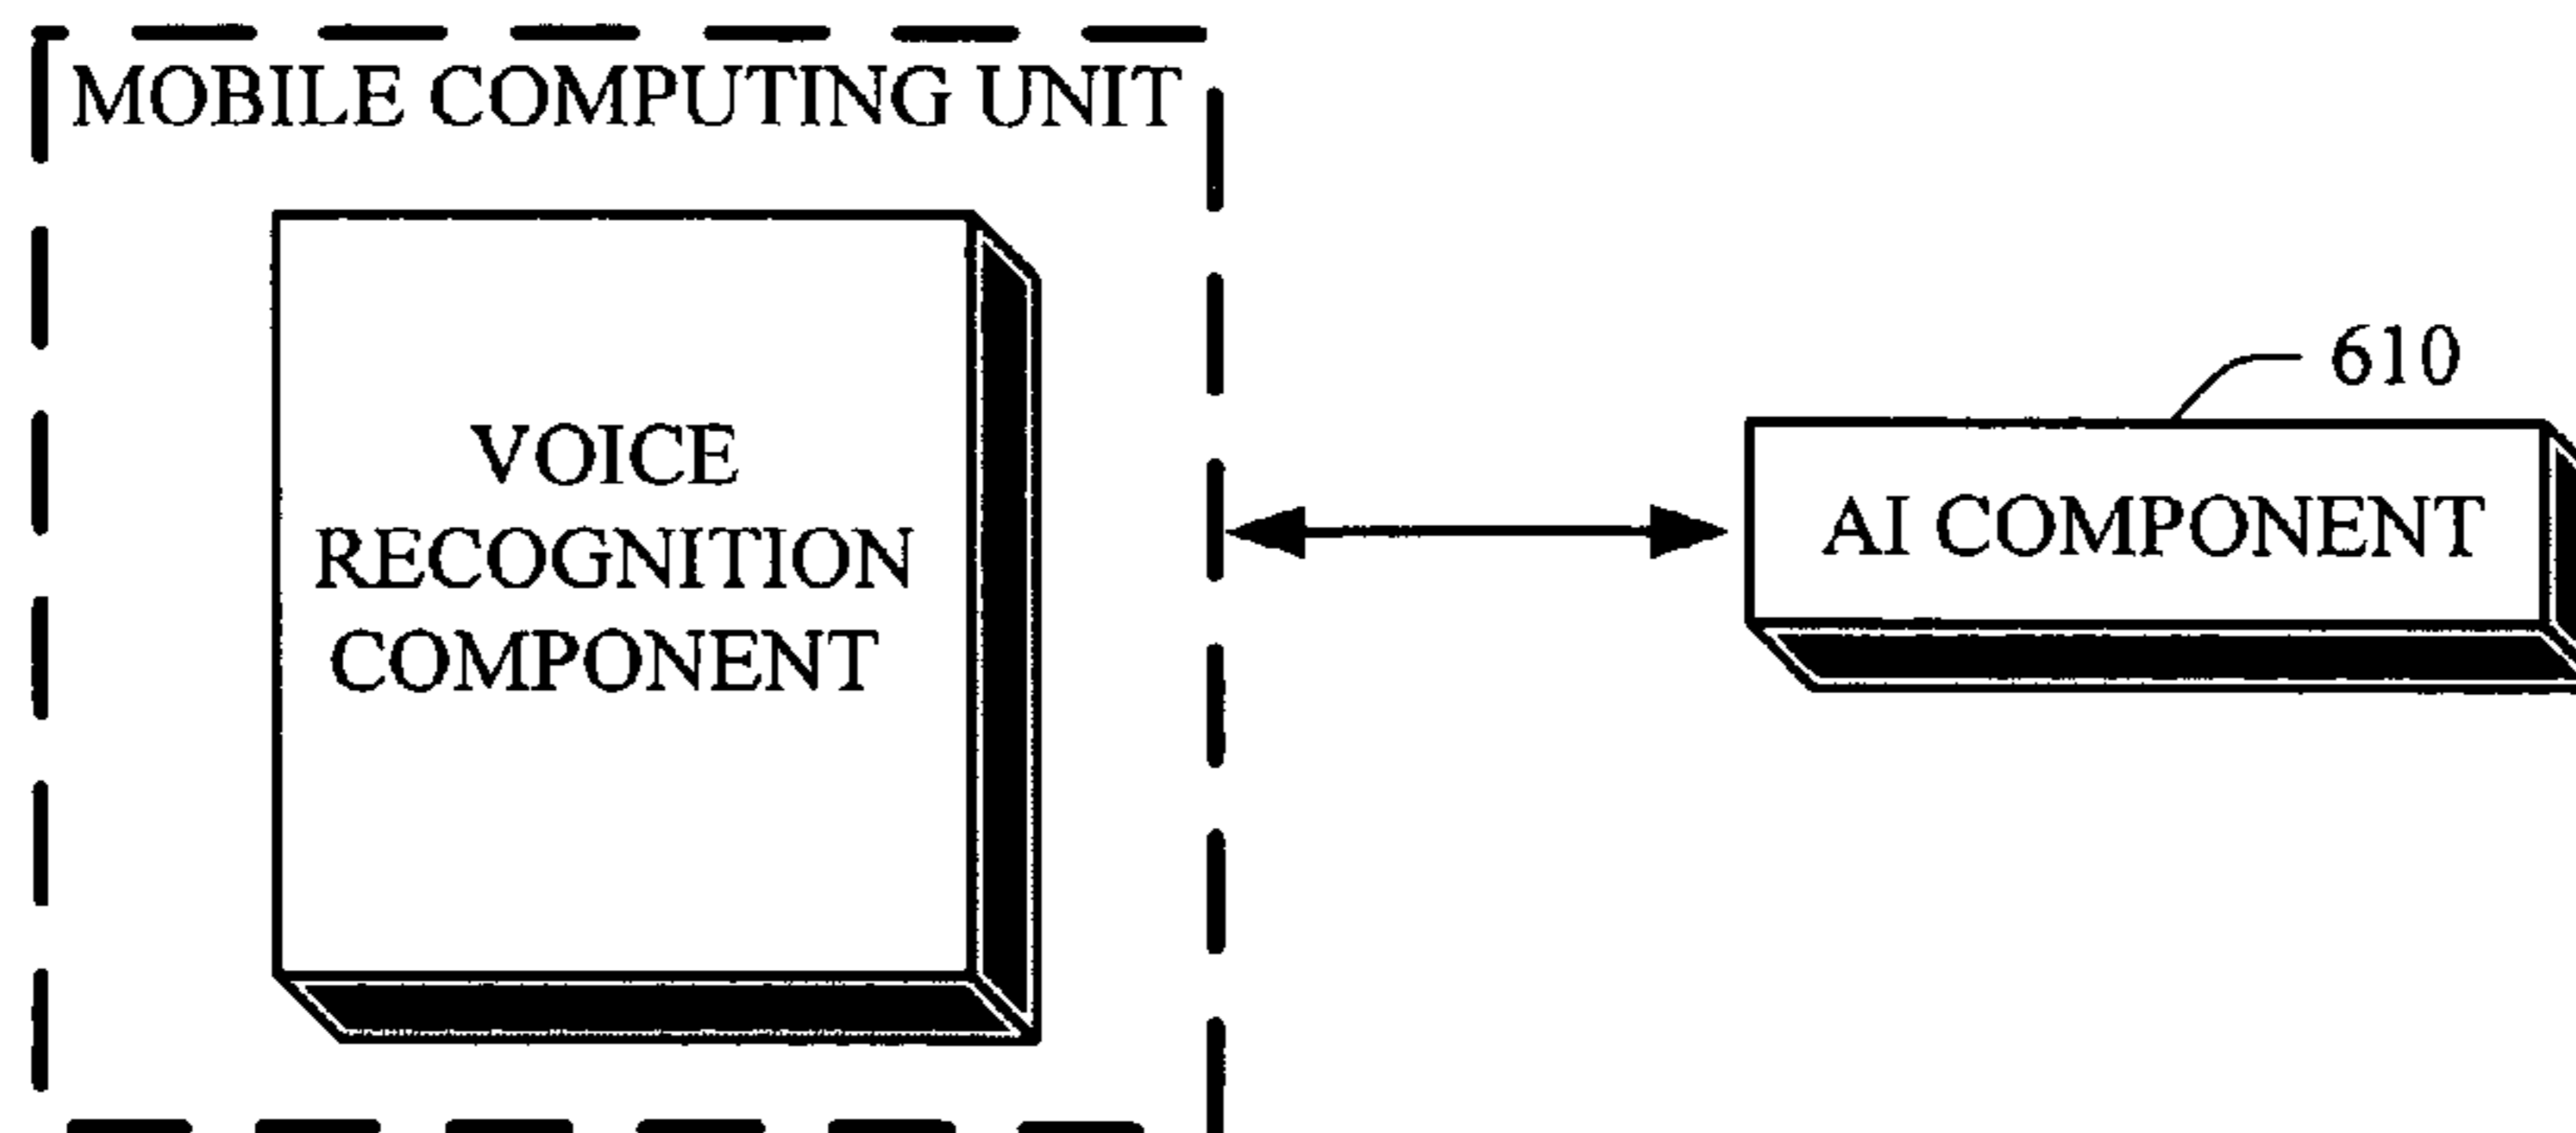 MOBILE COMPUTING UNIT
VOICE
RECOGNITION
COMPONENT
610
AI COMPONENT